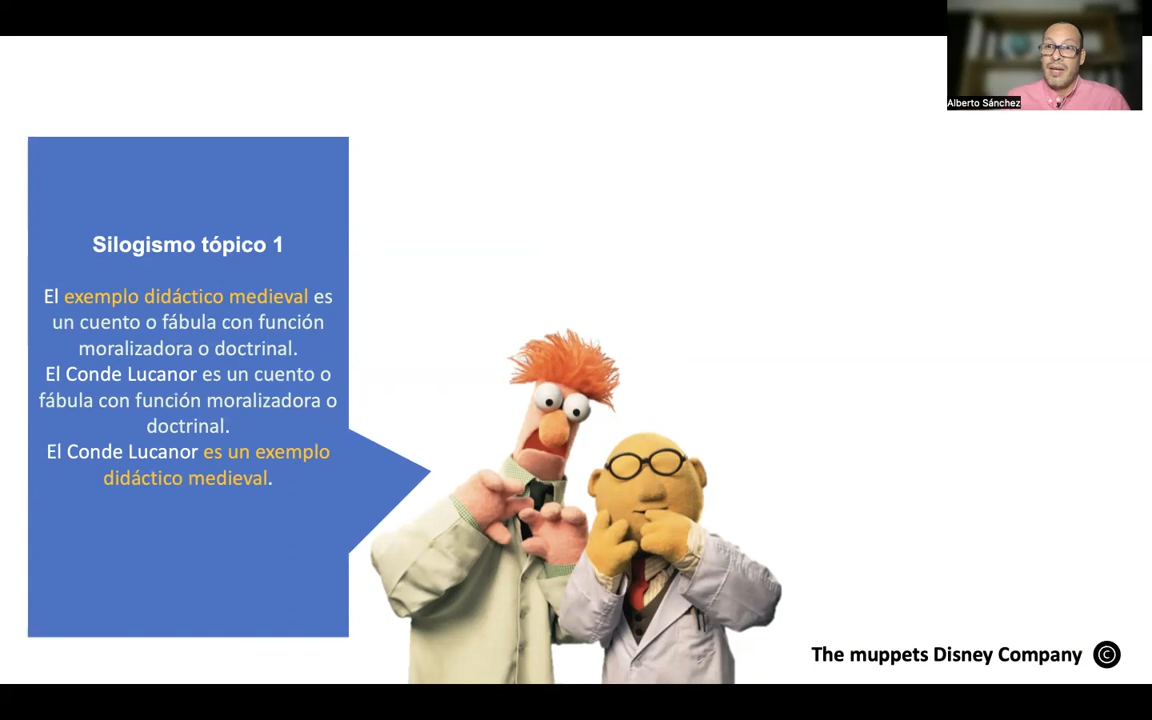 Alberto Sánchez
Silogismo tópico 1
El exemplo didáctico medieval es
un cuento o fábula con función
moralizadora o doctrinal.
El Conde Lucanor es un cuento o
fábula con función moralizadora o
doctrinal.
El Conde Lucanor es un exemplo
didáctico medieval.
The muppets Disney Company ©